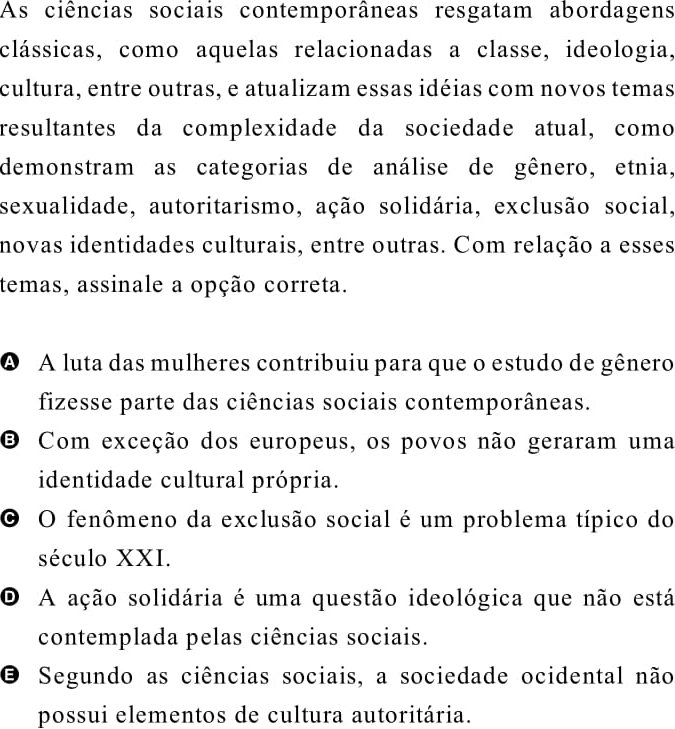 As ciências sociais contemporâneas resgatam abordagens
clássicas, como aquelas relacionadas a classe, ideologia,
cultura, entre outras, e atualizam essas idéias com novos temas
resultantes da complexidade da sociedade atual, como
demonstram as categorias de análise de gênero, etnia,
sexualidade, autoritarismo, ação solidária, exclusão social,
novas identidades culturais, entre outras. Com relação a esses
temas, assinale a opção correta.
A A luta das mulheres contribuiu para que o estudo de gênero
fizesse parte das ciências sociais contemporâneas.
B Com exceção dos europeus, os povos não geraram uma
identidade cultural própria.
C O fenômeno da exclusão social é um problema típico do
século XXI.
D A ação solidária é uma questão ideológica que não está
contemplada pelas ciências sociais.
E Segundo as ciências sociais, a sociedade ocidental não
possui elementos de cultura autoritária.